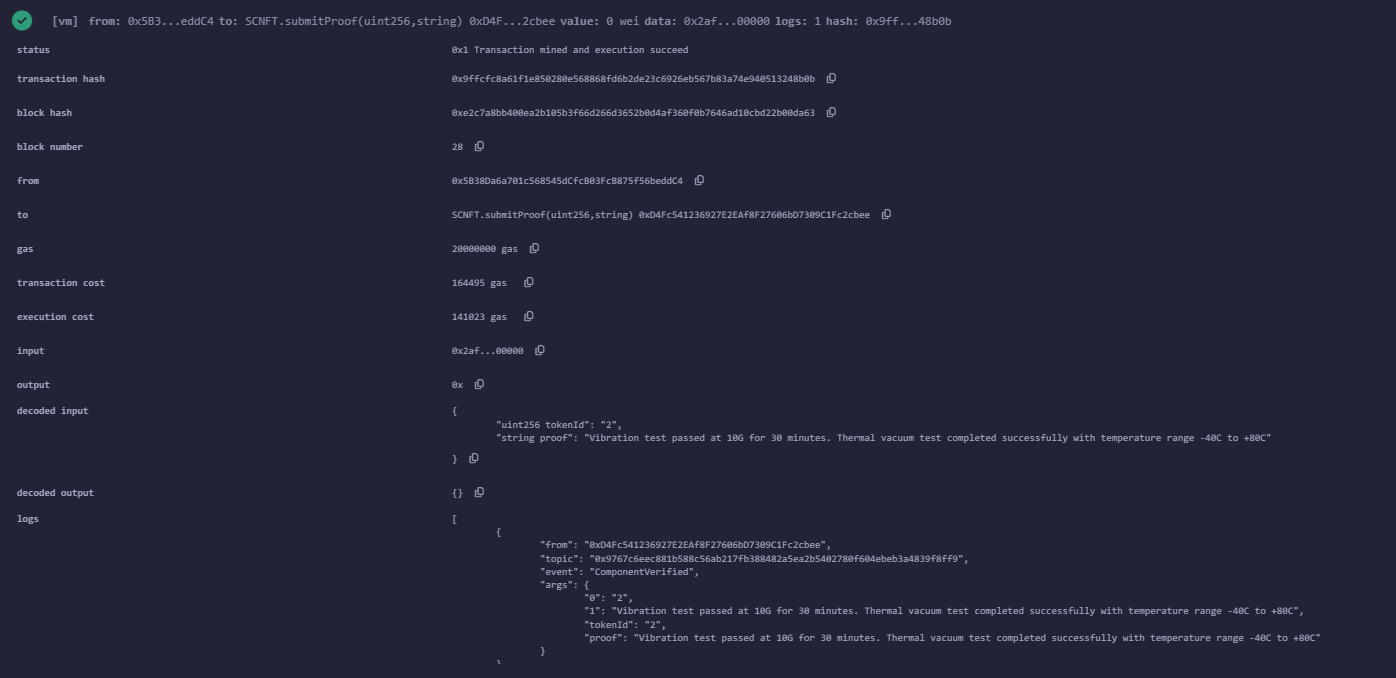 [vm] from: 0x5B3...eddC4 to: SCNFT.submitProof(uint256,string) 0xD4F...2cbee value: 0 wei data: 0x2af...00000 logs: 1 hash: 0x9ff...48b0b
status 0x1 Transaction mined and execution succeed
transaction hash 0x9ffcfc8a61f1e850280e568868fd6b2de23c6926eb567b83a74e940513248b0b
block hash 0xe2c7a8bb400ea2b105b3f66d266d3652b0d4af360f0b7646ad10cbd22b00da63
block number 28
from 0x5B38Da6a701c568545dCfcB03FcB875f56beddC4
to SCNFT.submitProof(uint256,string) 0xD4Fc541236927E2EAf8F27606bD7309C1Fc2cbee
gas 20000000 gas
transaction cost 164495 gas
execution cost 141023 gas
input 0x2af...00000
output 0x
decoded input {
"uint256 tokenId": "2",
"string proof": "Vibration test passed at 10G for 30 minutes. Thermal vacuum test completed successfully with temperature range -40C to +80C"
}
decoded output {}
logs [
{
"from": "0xD4Fc541236927E2EAf8F27606bD7309C1Fc2cbee",
"topic": "0x9767c6eec881b588c56ab217fb388482a5ea2b5402780f604ebeb3a4839f8ff9",
"event": "ComponentVerified",
"args": {
"0": "2",
"1": "Vibration test passed at 10G for 30 minutes. Thermal vacuum test completed successfully with temperature range -40C to +80C",
"tokenId": "2",
"proof": "Vibration test passed at 10G for 30 minutes. Thermal vacuum test completed successfully with temperature range -40C to +80C"
}
}